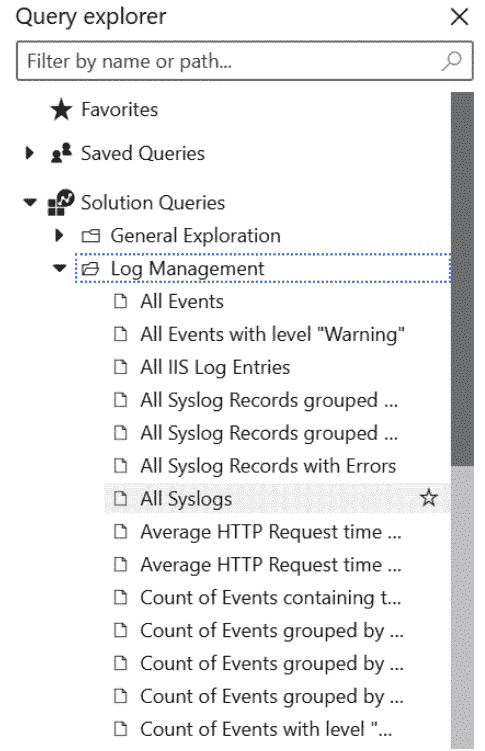 Query explorer
Filter by name or path...
Favorites
Saved Queries
Solution Queries
General Exploration
Log Management
All Events
All Events with level "Warning"
All IIS Log Entries
All Syslog Records grouped ...
All Syslog Records grouped ...
All Syslog Records with Errors
All Syslogs
Average HTTP Request time ...
Average HTTP Request time ...
Count of Events containing t...
Count of Events grouped by ...
Count of Events grouped by ...
Count of Events grouped by ...
Count of Events with level "...